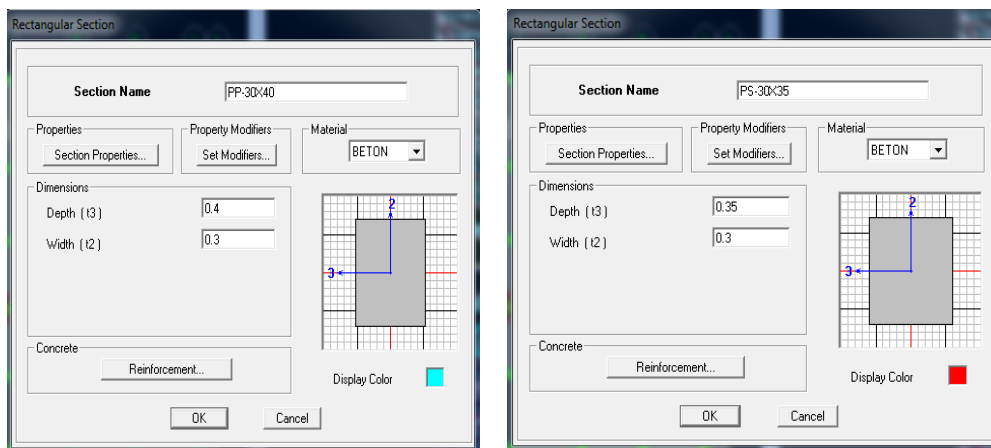 Rectangular Section
Section Name PP-30X40
Properties
Section Properties...
Property Modifiers
Set Modifiers...
Material
BETON
Dimensions
Depth ( t3 ) 0.4
Width ( t2 ) 0.3
2
3
Concrete
Reinforcement...
Display Color
OK Cancel
Rectangular Section
Section Name PS-30X35
Properties
Section Properties...
Property Modifiers
Set Modifiers...
Material
BETON
Dimensions
Depth ( t3 ) 0.35
Width ( t2 ) 0.3
2
3
Concrete
Reinforcement...
Display Color
OK Cancel